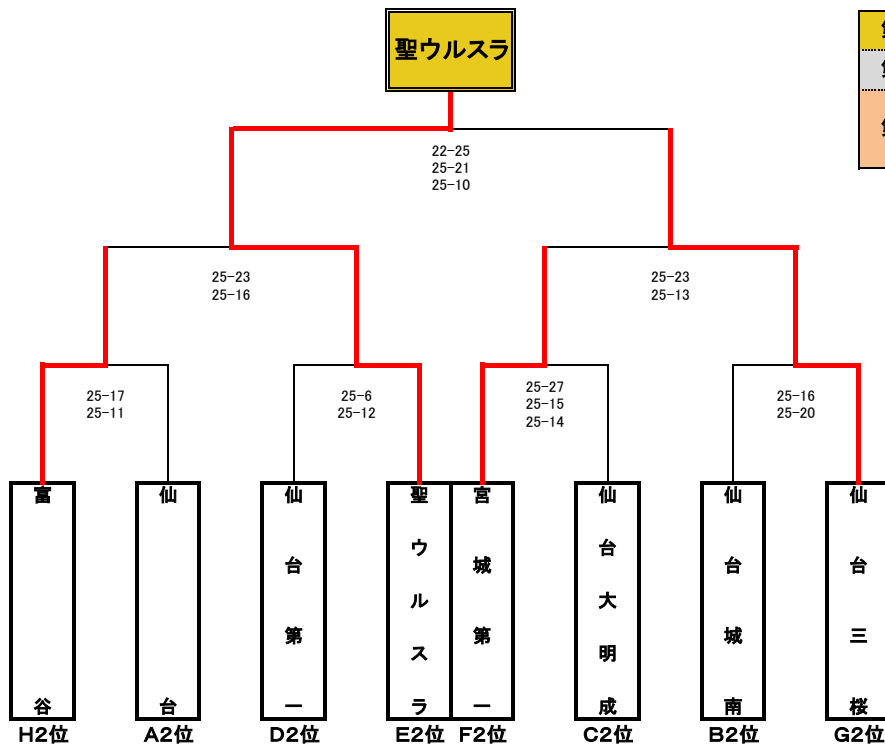 聖ウルスラ
22-25
25-21
25-10
25-23
25-16
25-23
25-13
25-17
25-11
25-6
25-12
25-27
25-15
25-14
25-16
25-20
富谷
仙台
仙台第一
聖ウルスラ
宮城第一
仙台大明成
仙台城南
仙台三桜
H2位
A2位
D2位
E2位
F2位
C2位
B2位
G2位